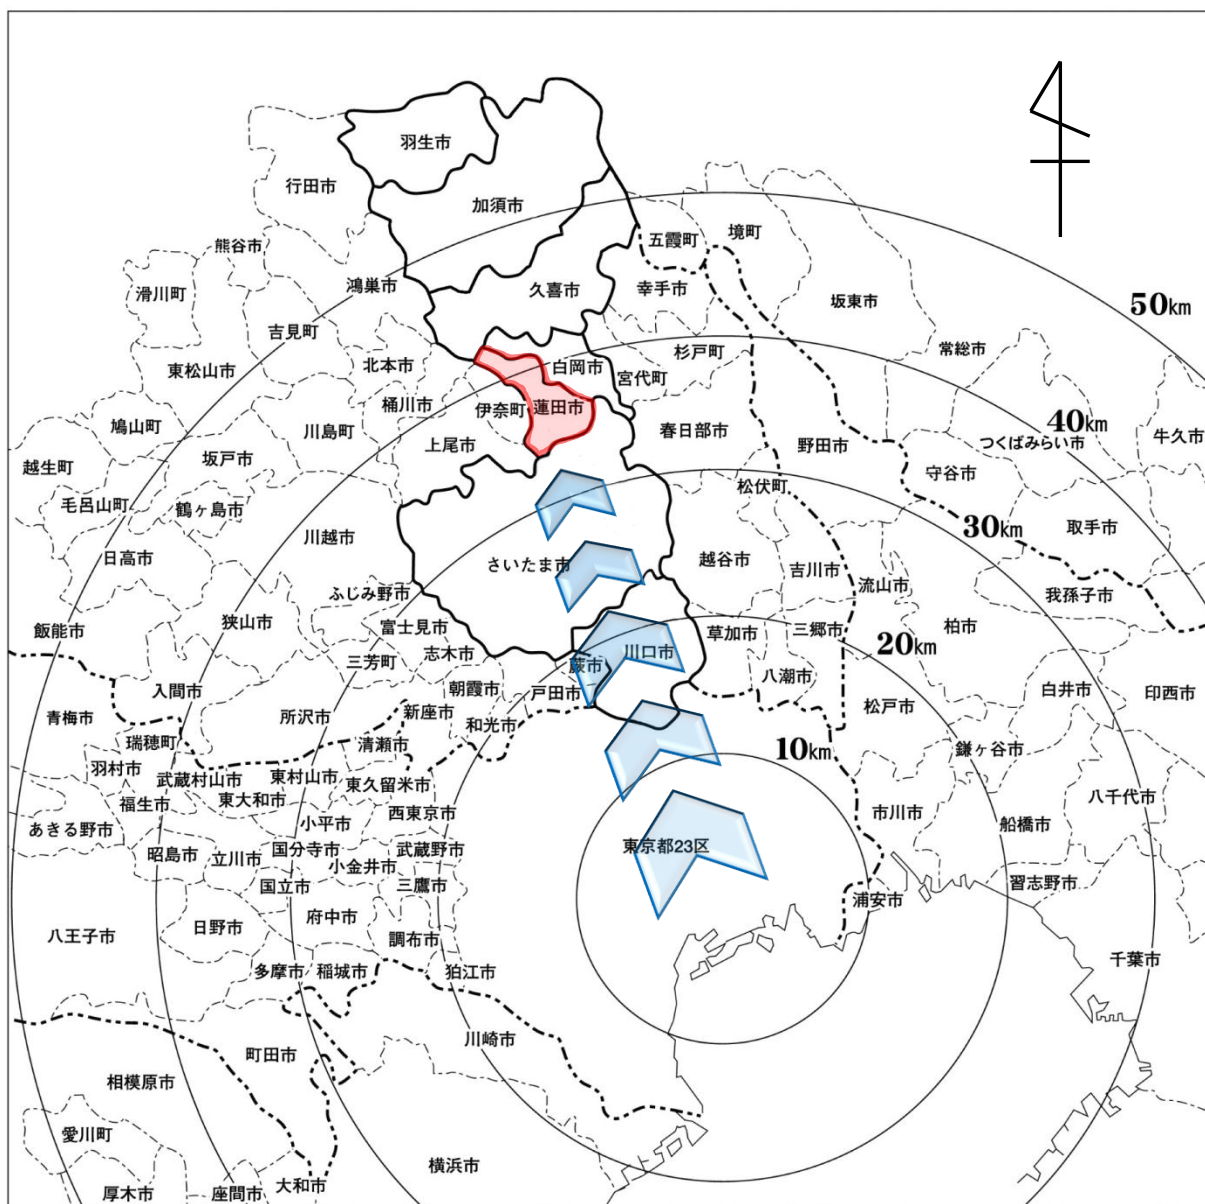 羽生市
行田市
加須市
熊谷市
五霞町
境町
滑川町
鴻巣市
久喜市
幸手市
坂東市
50km
吉見町
東松山市
北本市
白岡市
杉戸町
常総市
宮代町
桶川市
伊奈町
蓮田市
鳩山町
川島町
上尾市
春日部市
野田市
40km
つくばみらい市
牛久市
越生町
坂戸市
守谷市
毛呂山町
鶴ヶ島市
松伏町
30km
取手市
日高市
川越市
さいたま市
越谷市
吉川市
流山市
ふじみ野市
我孫子市
飯能市
狭山市
富士見市
草加市
三郷市
20km
柏市
三芳町
志木市
蕨市
川口市
入間市
朝霞市
戸田市
八潮市
白井市
印西市
青梅市
所沢市
新座市
和光市
松戸市
瑞穂町
清瀬市
10km
鎌ヶ谷市
羽村市
武蔵村山市
東村山市
東久留米市
福生市
東大和市
八千代市
あきる野市
小平市
西東京市
市川市
船橋市
昭島市
立川市
国分寺市
武蔵野市
東京都23区
小金井市
国立市
三鷹市
習志野市
浦安市
八王子市
日野市
府中市
調布市
多摩市
稲城市
狛江市
千葉市
川崎市
町田市
相模原市
愛川町
横浜市
厚木市
座間市
大和市